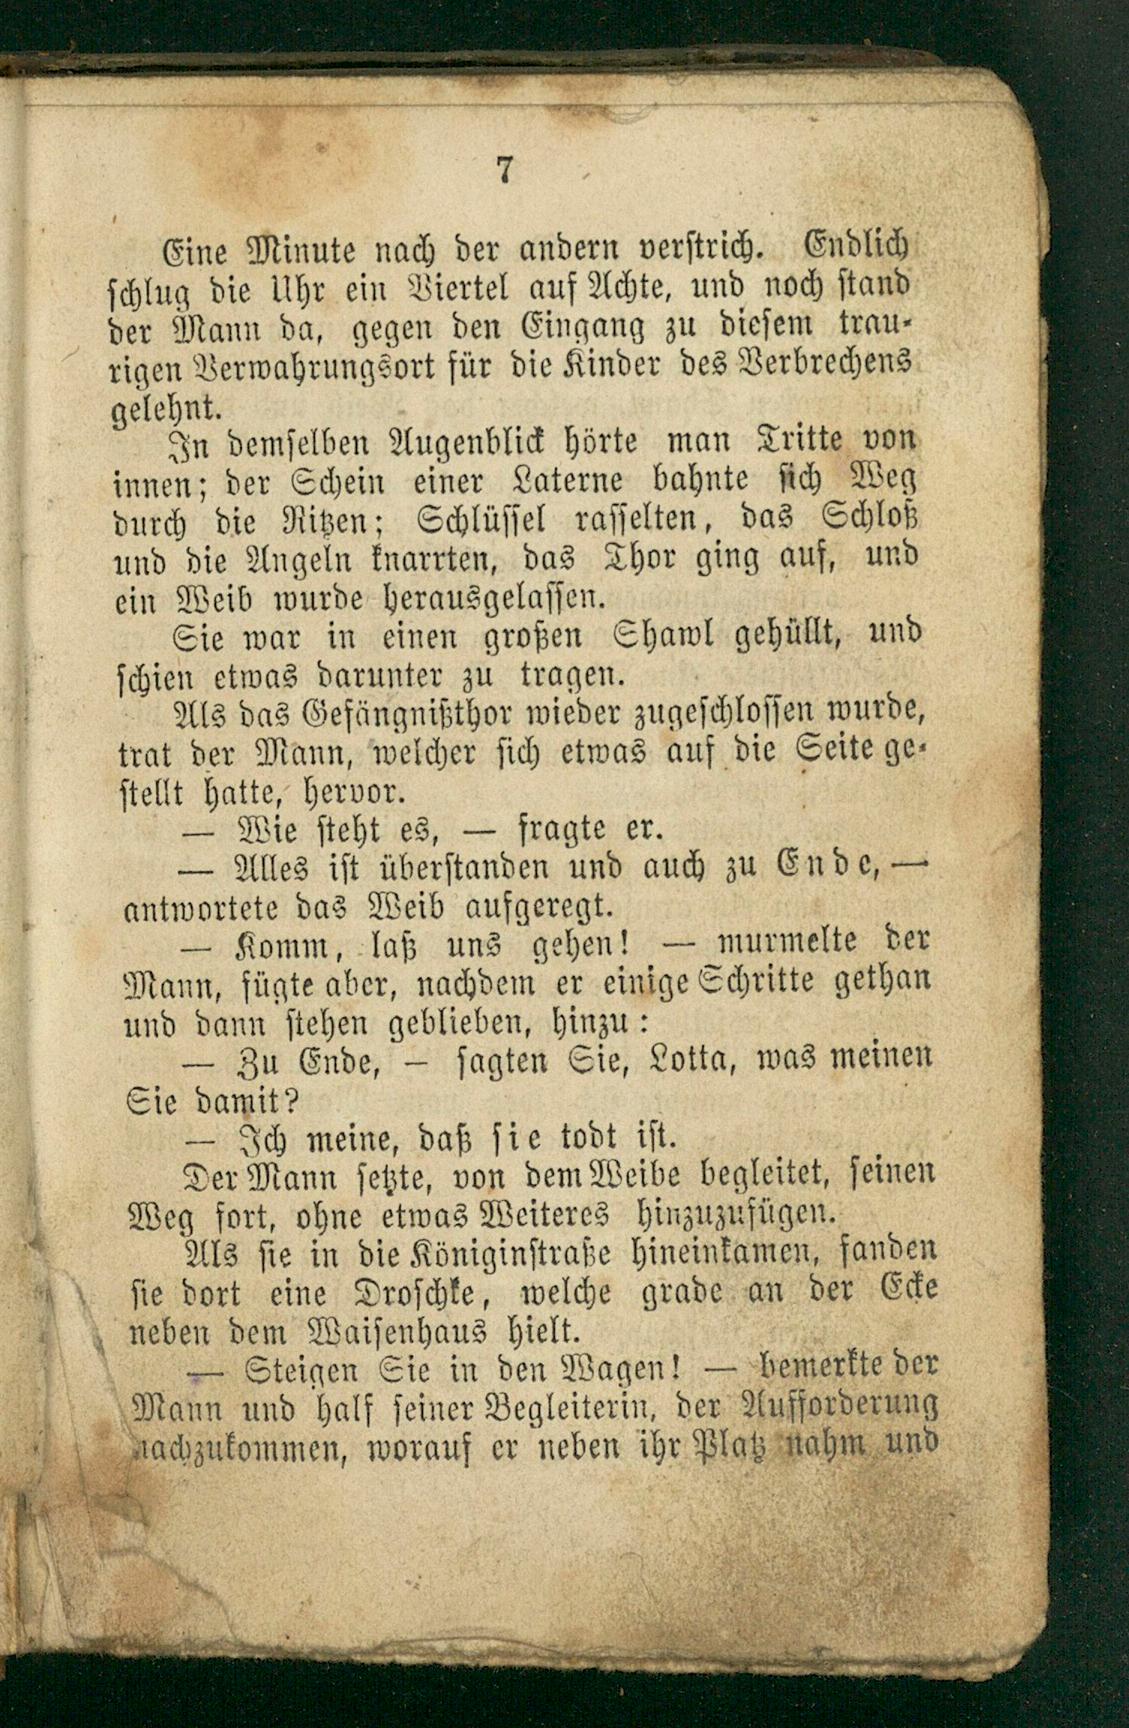 7
Eine Minute nach der andern verstrich. Endlich
schlug die Uhr ein Viertel auf Achte, und noch stand
der Mann da, gegen den Eingang zu diesem trau-
rigen Verwahrungsort für die Kinder des Verbrechens
gelehnt.
In demselben Augenblick hörte man Tritte von
innen; der Schein einer Laterne bahnte sich Weg
durch die Ritzen; Schlüssel rasselten, das Schloß
und die Angeln knarrten, das Thor ging auf, und
ein Weib wurde herausgelassen.
Sie war in einen großen Shawl gehüllt, und
schien etwas darunter zu tragen.
Als das Gefängnißthor wieder zugeschlossen wurde,
trat der Mann, welcher sich etwas auf die Seite ge-
stellt hatte, hervor.
— Wie steht es, — fragte er.
— Alles ist überstanden und auch zu Ende, —
antwortete das Weib aufgeregt.
— Komm, laß uns gehen! — murmelte der
Mann, fügte aber, nachdem er einige Schritte gethan
und dann stehen geblieben, hinzu:
— Zu Ende, — sagten Sie, Lotta, was meinen
Sie damit?
— Ich meine, daß sie todt ist.
Der Mann setzte, von dem Weibe begleitet, seinen
Weg fort, ohne etwas Weiteres hinzuzufügen.
Als sie in die Königinstraße hineinkamen, fanden
sie dort eine Droschke, welche grade an der Ecke
neben dem Waisenhaus hielt.
— Steigen Sie in den Wagen! — bemerkte der
Mann und half seiner Begleiterin, der Aufforderung
nachzukommen, worauf er neben ihr Platz nahm und